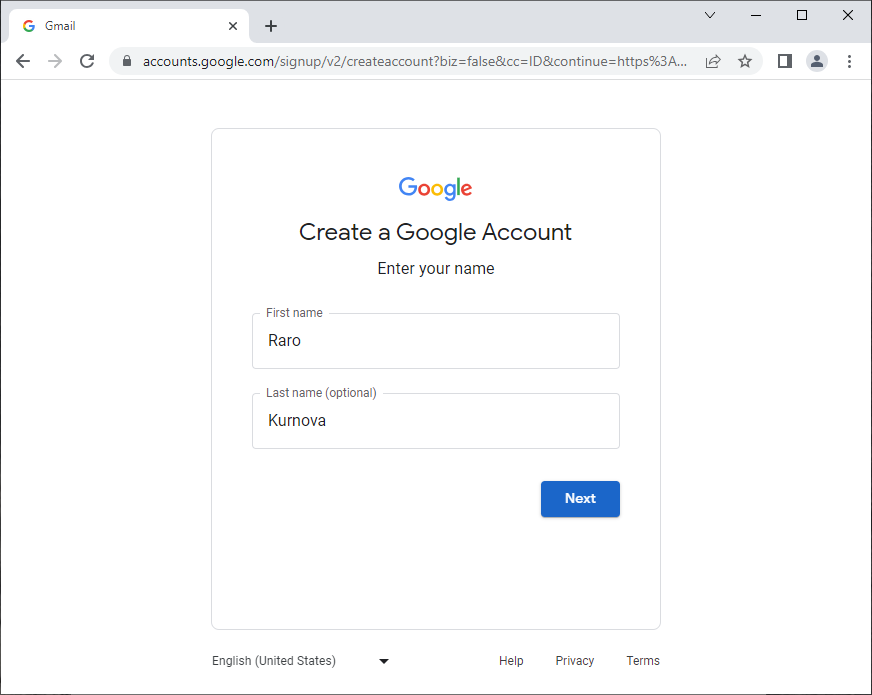 Gmail
accounts.google.com/signup/v2/createaccount?biz=false&cc=ID&continue=https%3A...
Google
Create a Google Account
Enter your name
First name
Raro
Last name (optional)
Kurnova
Next
English (United States) Help Privacy Terms